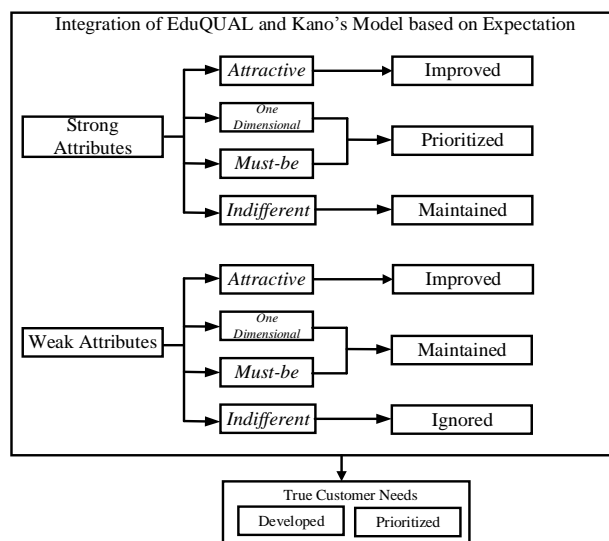 Integration of EduQUAL and Kano's Model based on Expectation
Attractive
Improved
One
Dimensional
Strong
Attributes
Prioritized
Must-be
Indifferent
Maintained
Attractive
Improved
One
Dimensional
Weak Attributes
Maintained
Must-be
Indifferent
Ignored
True Customer Needs
Developed
Prioritized